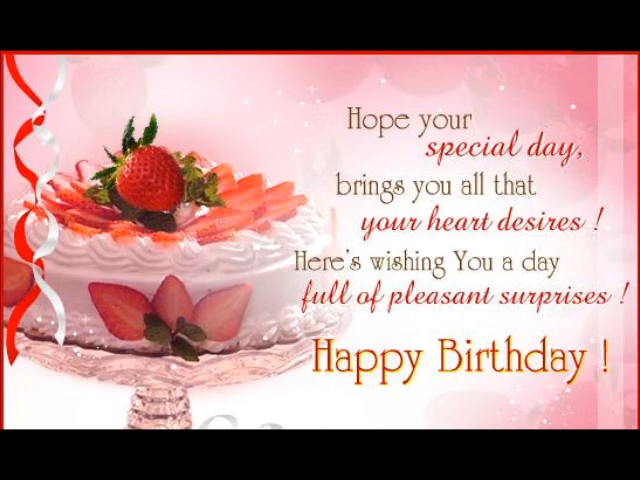 Hope your
special day,
brings you all that
your heart desires !
Here's wishing You a day
full of pleasant surprises !
Happy Birthday !